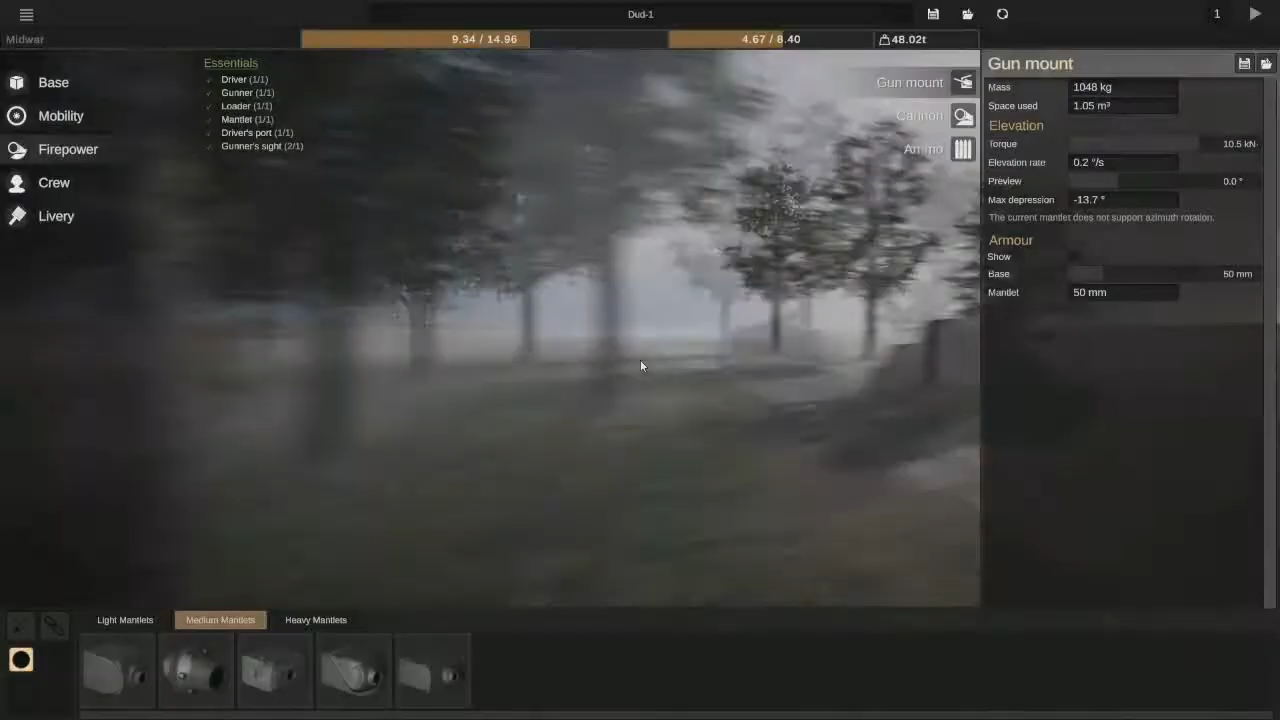 Dud-1
1
Midwar
9.34 / 14.96
4.67 / 8.40
48.02t
Base
Mobility
Firepower
Crew
Livery
Essentials
Driver (1/1)
Gunner (1/1)
Loader (1/1)
Mantlet (1/1)
Driver's port (1/1)
Gunner's sight (2/1)
Gun mount
Cannon
Ammo
Gun mount
Mass 1048 kg
Space used 1.05 m³
Elevation
Torque 10.5 kN·
Elevation rate 0.2 °/s
Preview 0.0 °
Max depression -13.7 °
The current mantlet does not support azimuth rotation.
Armour
Show
Base 50 mm
Mantlet 50 mm
Light Mantlets Medium Mantlets Heavy Mantlets